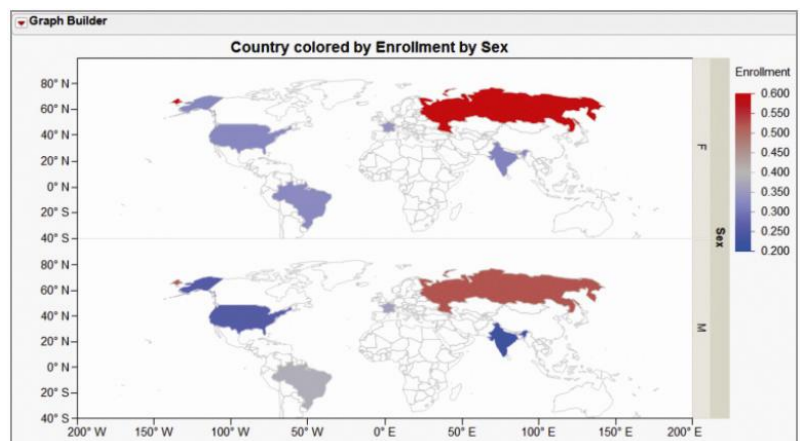 Graph Builder
Country colored by Enrollment by Sex
80° N
60° N
40° N
20° N
0° N
20° S
40° S
F
80° N
60° N
40° N
20° N
0° N
20° S
40° S
M
Sex
200° W 150° W 100° W 50° W 0° E 50° E 100° E 150° E 200° E
Enrollment
0.600
0.550
0.500
0.450
0.400
0.350
0.300
0.250
0.200